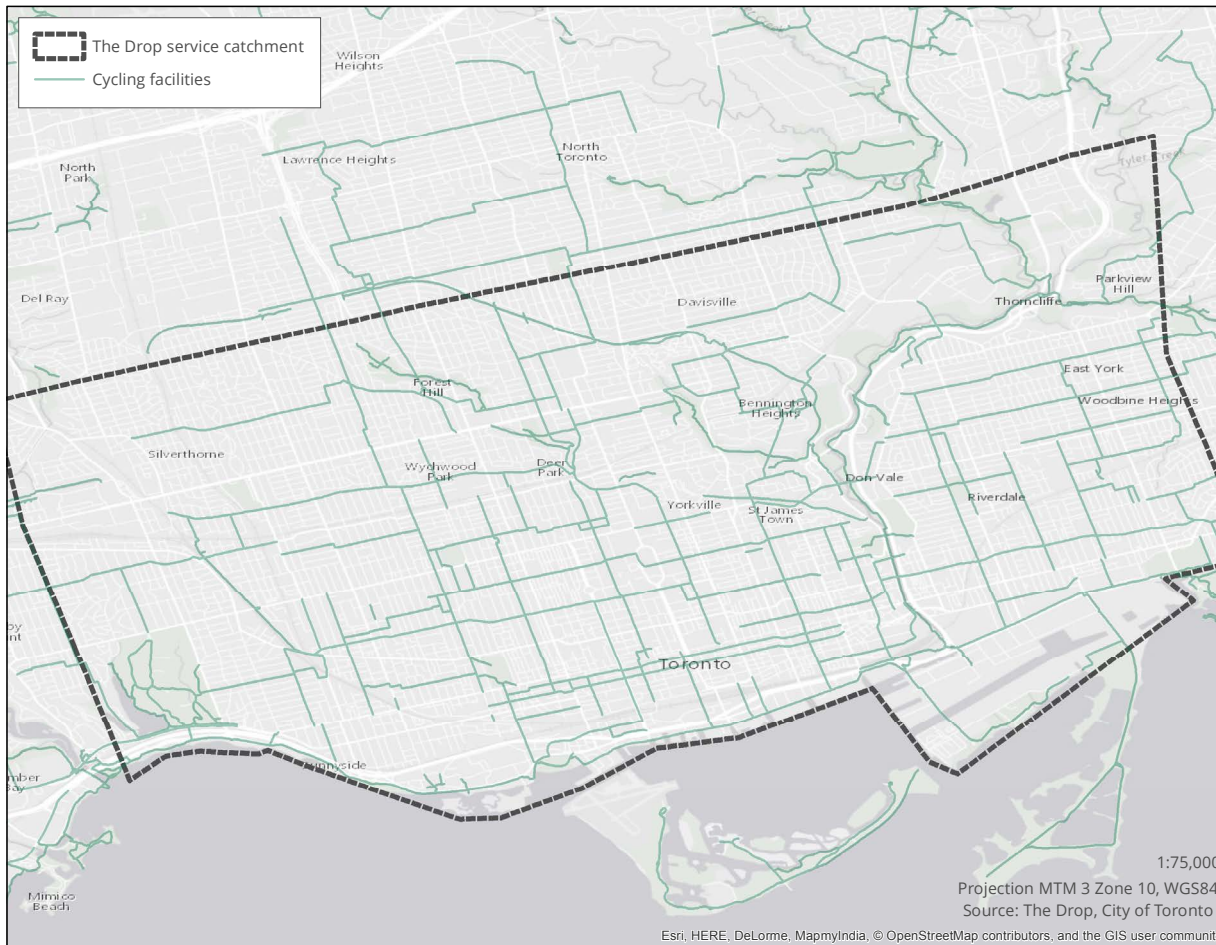 The Drop service catchment
Cycling facilities
Wilson
Heights
North
Park
Lawrence Heights
North
Toronto
Del Ray
Davisville
Thorncliffe
Parkview
Hill
Forest
Hill
East York
Woodbine Heights
Bennington
Heights
Silverthorne
Wychwood
Park
Deer
Park
Don Vale
Riverdale
Yorkville
St James
Town
Toronto
Mimico
Beach
1:75,000
Projection MTM 3 Zone 10, WGS84
Source: The Drop, City of Toronto
Esri, HERE, DeLorme, MapmyIndia, © OpenStreetMap contributors, and the GIS user communit